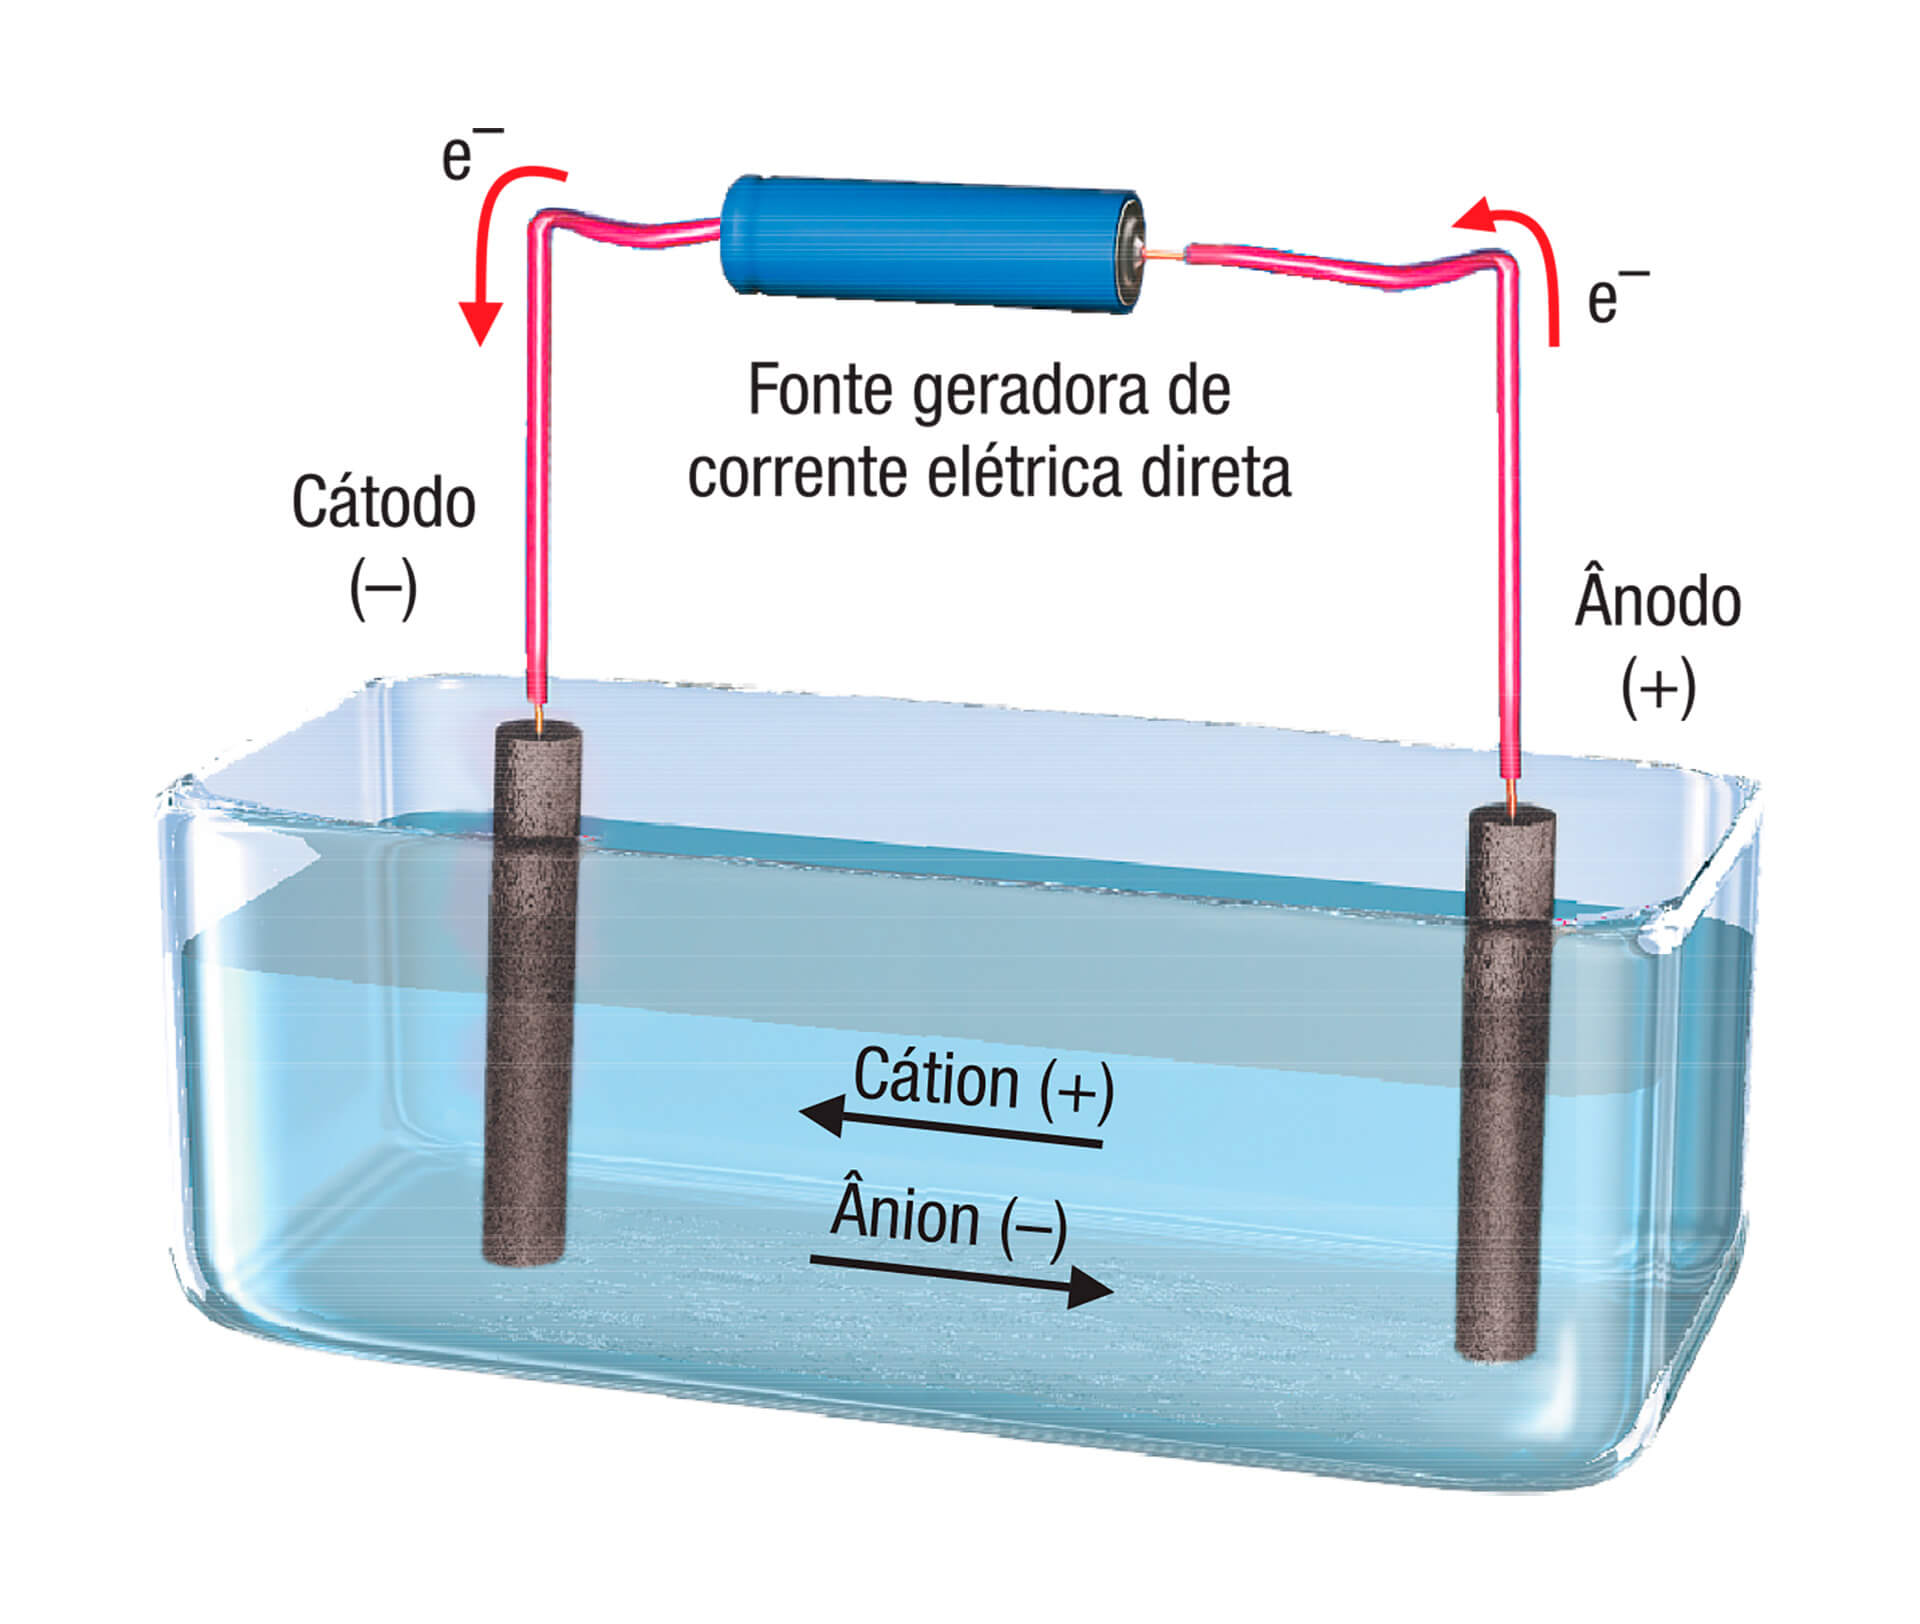 e–
e–
Fonte geradora de
corrente elétrica direta
Cátodo
(–)
Ânodo
(+)
Cátion (+)
Ânion (–)